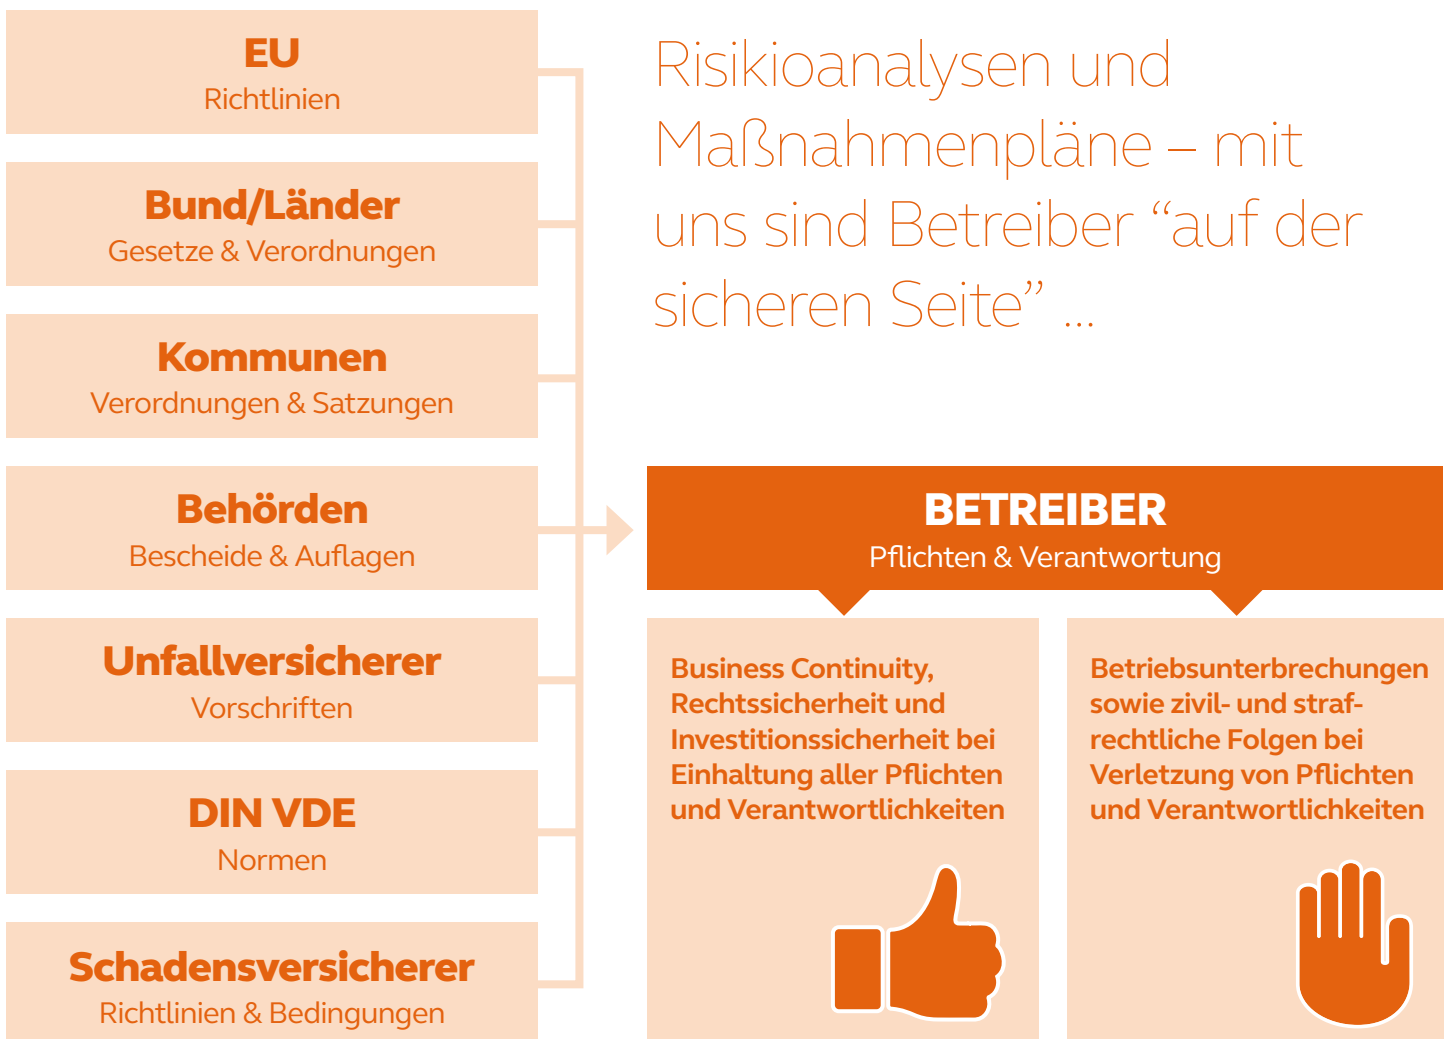 EU
Richtlinien
Bund/Länder
Gesetze & Verordnungen
Kommunen
Verordnungen & Satzungen
Behörden
Bescheide & Auflagen
Unfallversicherer
Vorschriften
DIN VDE
Normen
Schadensversicherer
Richtlinien & Bedingungen
Risikioanalysen und
Maßnahmenpläne – mit
uns sind Betreiber “auf der
sicheren Seite” ...
BETREIBER
Pflichten & Verantwortung
Business Continuity,
Rechtssicherheit und
Investitionssicherheit bei
Einhaltung aller Pflichten
und Verantwortlichkeiten
Betriebsunterbrechungen
sowie zivil- und straf-
rechtliche Folgen bei
Verletzung von Pflichten
und Verantwortlichkeiten